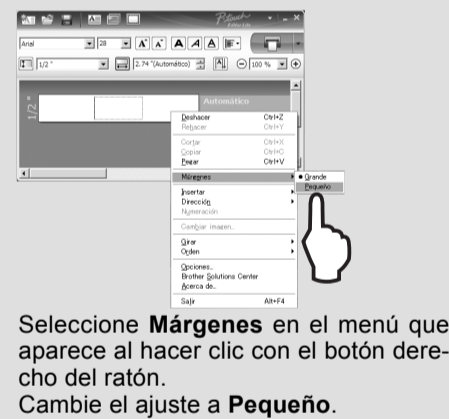 P-touch
Editor Lite
Arial
28
A A A A A
1/2 "
2.74 "(Automático)
100 %
1/2 "
Automático
Deshacer Ctrl+Z
Rehacer Ctrl+Y
Cortar Ctrl+X
Copiar Ctrl+C
Pegar Ctrl+V
Márgenes
Grande
Pequeño
Insertar
Dirección
Numeración
Cambiar imagen..
Girar
Orden
Opciones..
Brother Solutions Center
Acerca de..
Salir Alt+F4
Seleccione Márgenes en el menú que
aparece al hacer clic con el botón dere-
cho del ratón.
Cambie el ajuste a Pequeño.